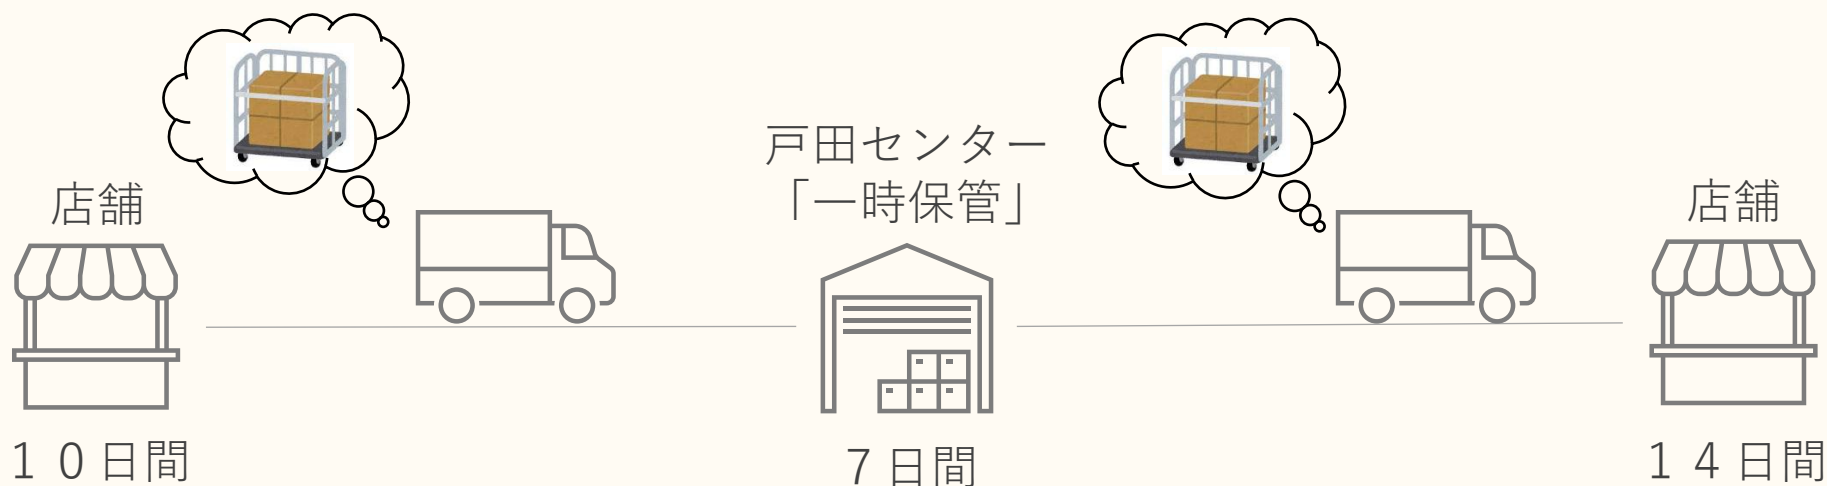 店舗
戸田センター
「一時保管」
店舗
１０日間
７日間
１４日間